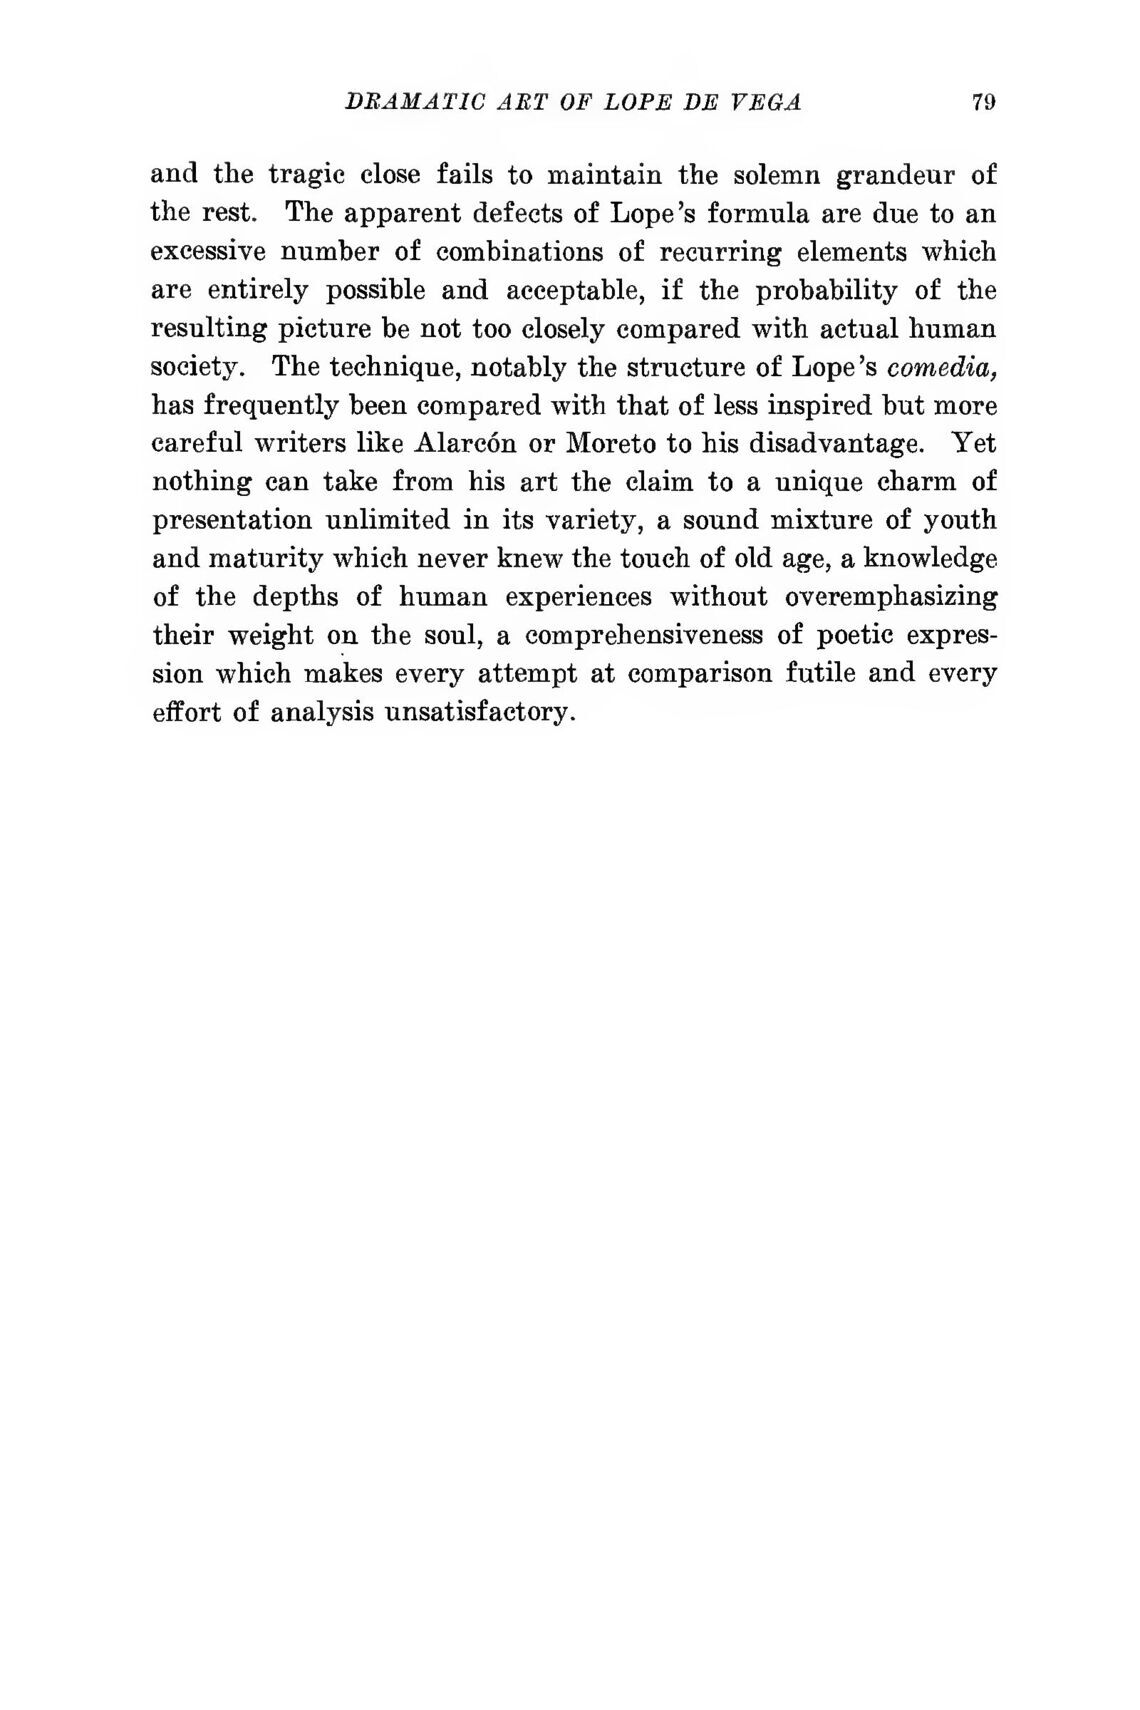 DRAMATIC ART OF LOPE DE VEGA 79
and the tragic close fails to maintain the solemn grandeur of
the rest. The apparent defects of Lope's formula are due to an
excessive number of combinations of recurring elements which
are entirely possible and acceptable, if the probability of the
resulting picture be not too closely compared with actual human
society. The technique, notably the structure of Lope's comedia,
has frequently been compared with that of less inspired but more
careful writers like Alarcón or Moreto to his disadvantage. Yet
nothing can take from his art the claim to a unique charm of
presentation unlimited in its variety, a sound mixture of youth
and maturity which never knew the touch of old age, a knowledge
of the depths of human experiences without overemphasizing
their weight on the soul, a comprehensiveness of poetic expres-
sion which makes every attempt at comparison futile and every
effort of analysis unsatisfactory.